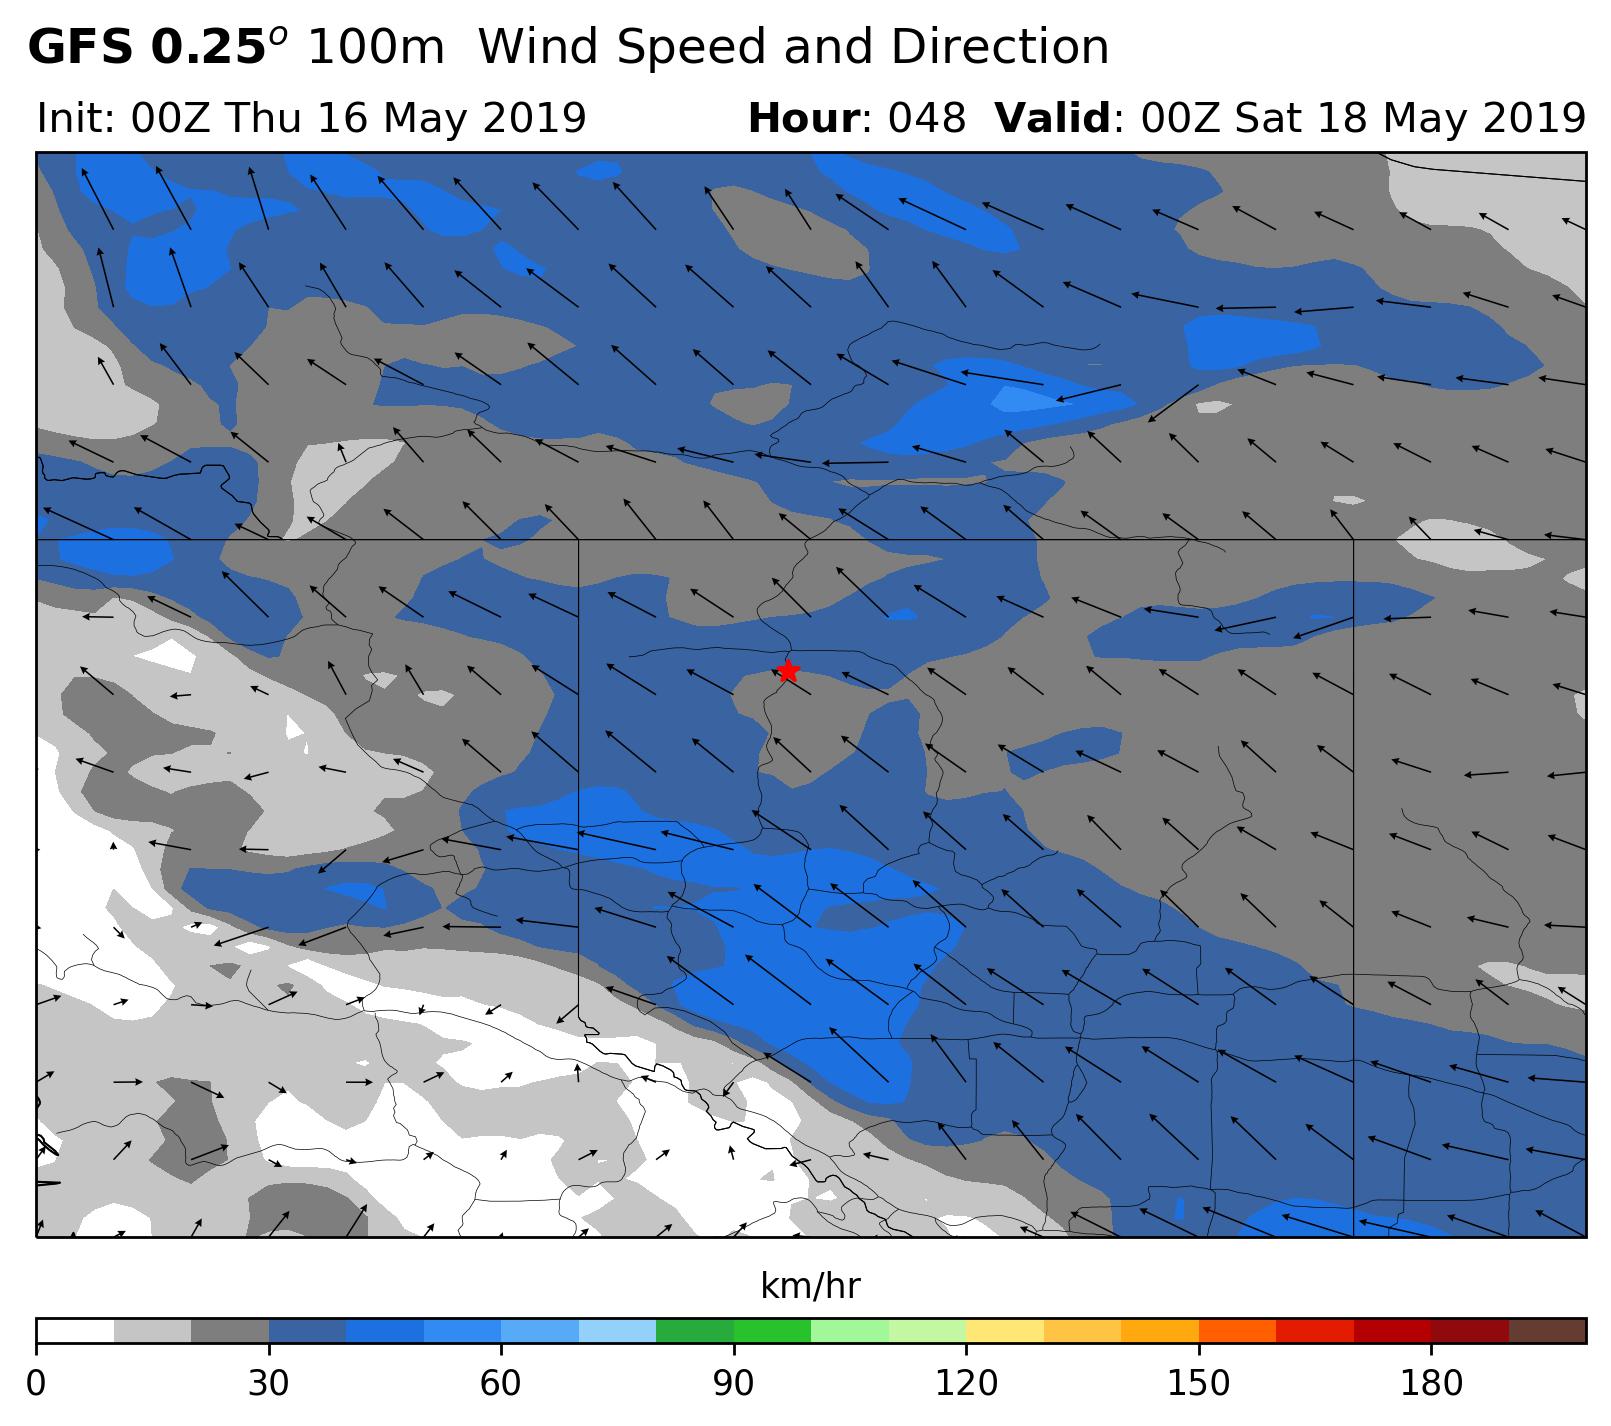 GFS 0.25° 100m Wind Speed and Direction
Init: 00Z Thu 16 May 2019 Hour: 048 Valid: 00Z Sat 18 May 2019
km/hr
0 30 60 90 120 150 180